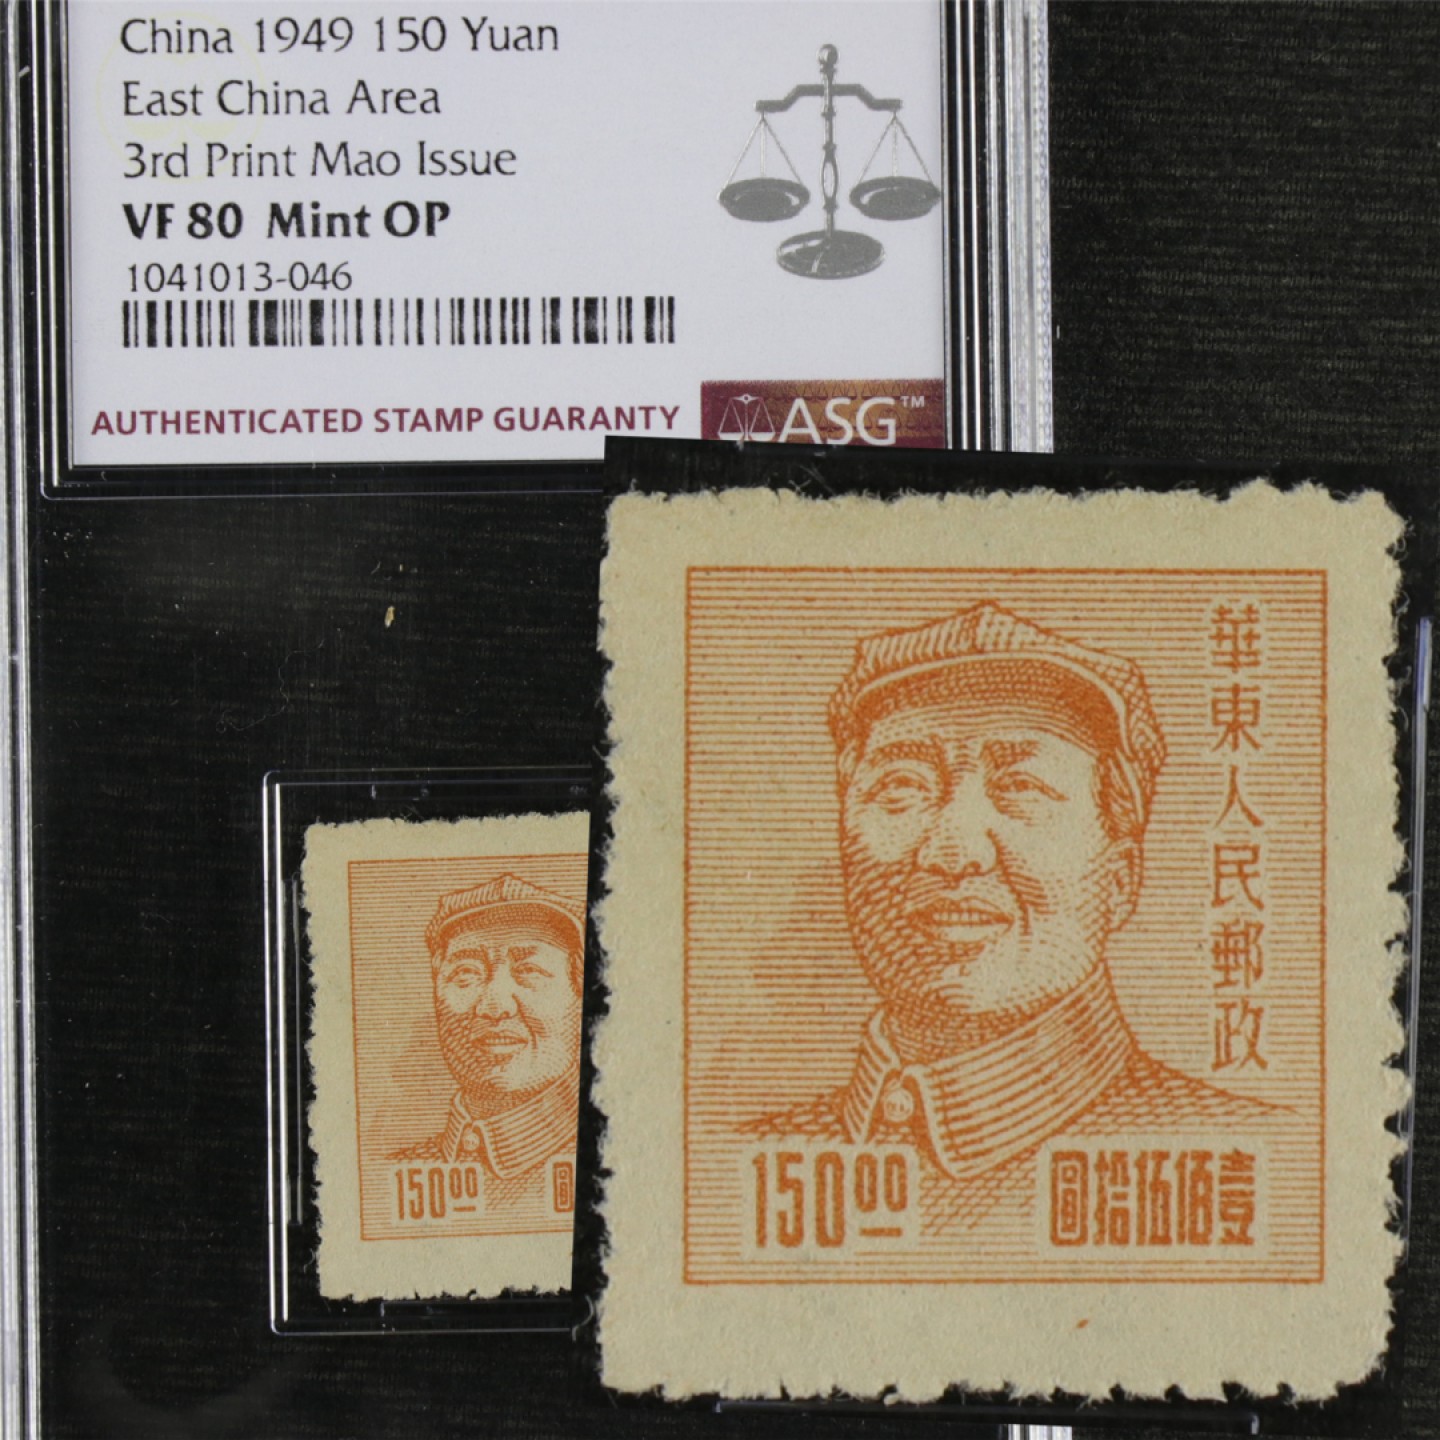 China 1949 150 Yuan
East China Area
3rd Print Mao Issue
VF 80 Mint OP
1041013-046
AUTHENTICATED STAMP GUARANTY
ASG™
華東人民郵政
150.00
圓拾伍佰壹
150.00
圓